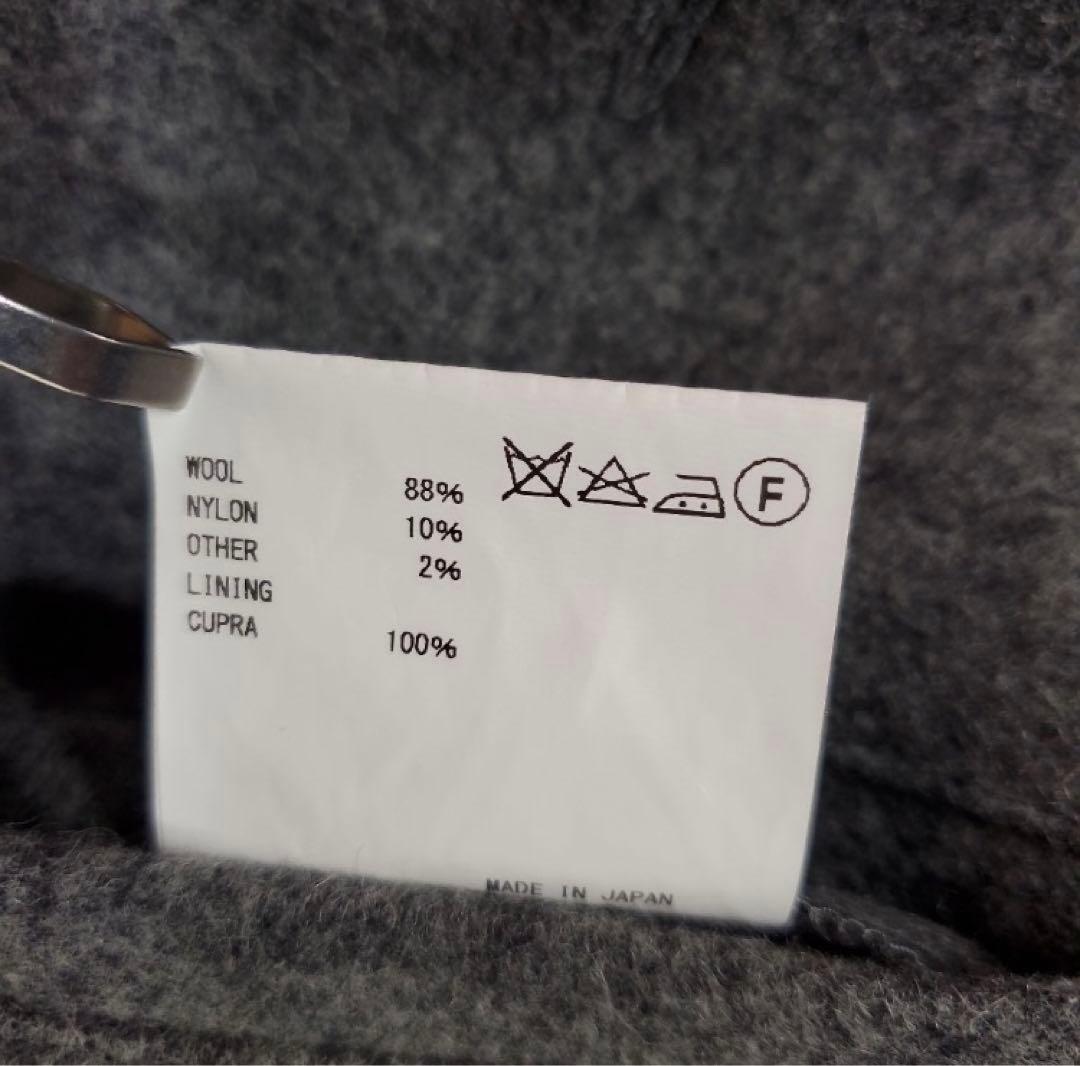 WOOL 88%
NYLON 10%
OTHER 2%
LINING
CUPRA 100%
F
MADE IN JAPAN